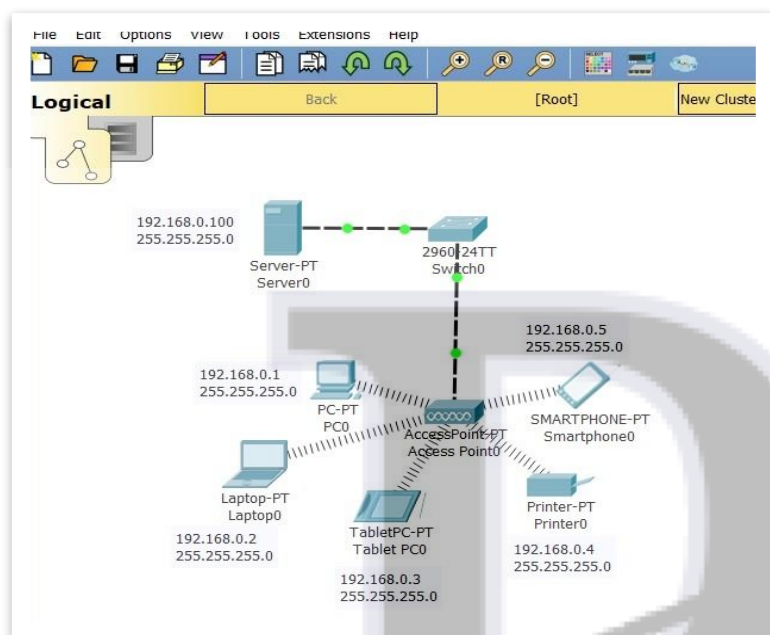 File Edit Options View Tools Extensions Help
Logical
Back
[Root]
New Cluste
192.168.0.100
255.255.255.0
Server-PT
Server0
2960-24TT
Switch0
192.168.0.5
255.255.255.0
192.168.0.1
255.255.255.0
PC-PT
PC0
AccessPoint-PT
Access Point0
SMARTPHONE-PT
Smartphone0
Laptop-PT
Laptop0
192.168.0.2
255.255.255.0
TabletPC-PT
Tablet PC0
192.168.0.3
255.255.255.0
Printer-PT
Printer0
192.168.0.4
255.255.255.0